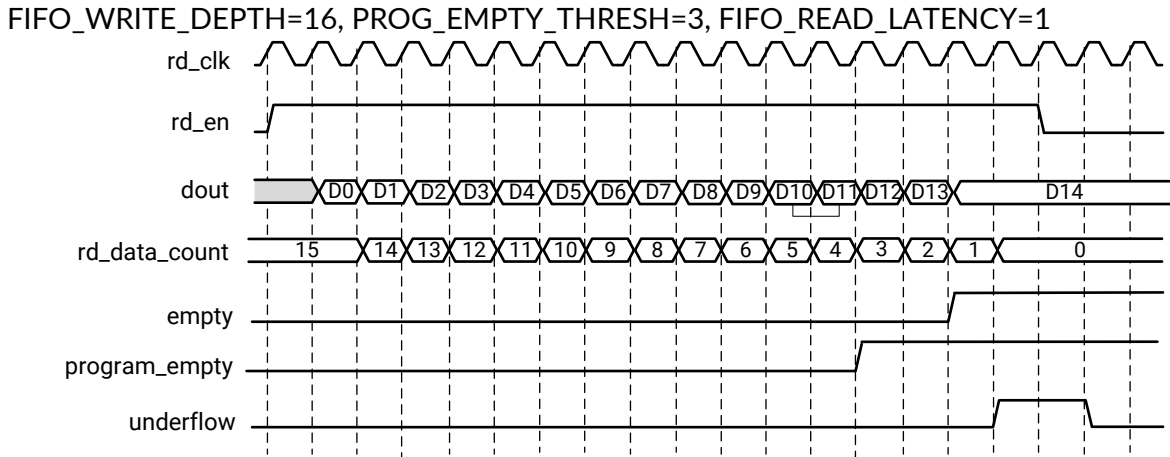 FIFO_WRITE_DEPTH=16, PROG_EMPTY_THRESH=3, FIFO_READ_LATENCY=1
rd_clk
rd_en
dout D0 D1 D2 D3 D4 D5 D6 D7 D8 D9 D10 D11 D12 D13 D14
rd_data_count 15 14 13 12 11 10 9 8 7 6 5 4 3 2 1 0
empty
program_empty
underflow